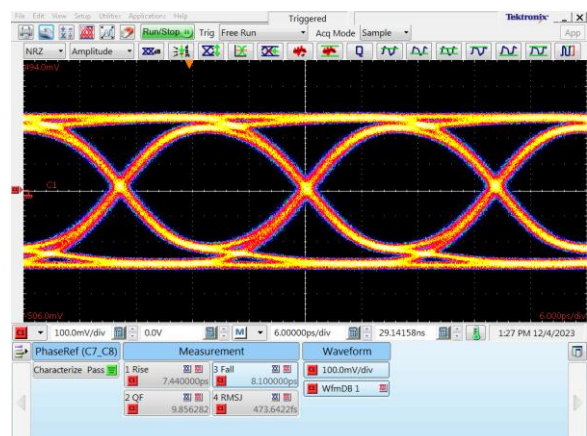 File Edit View Setup Utilities Applications Help Triggered Tektronix
Run/Stop Trig Free Run Acq Mode Sample App
NRZ Amplitude Q
494.0mV
C1
-506.0mV 6.000ps/div
C1 100.0mV/div 0.0V M 6.00000ps/div 29.14158ns 1:27 PM 12/4/2023
PhaseRef (C7_C8) Measurement Waveform
Characterize Pass 1 Rise 3 Fall 100.0mV/div
7.440000ps 8.100000ps WfmDB 1
2 QF 4 RMSJ
9.856282 473.6422fs